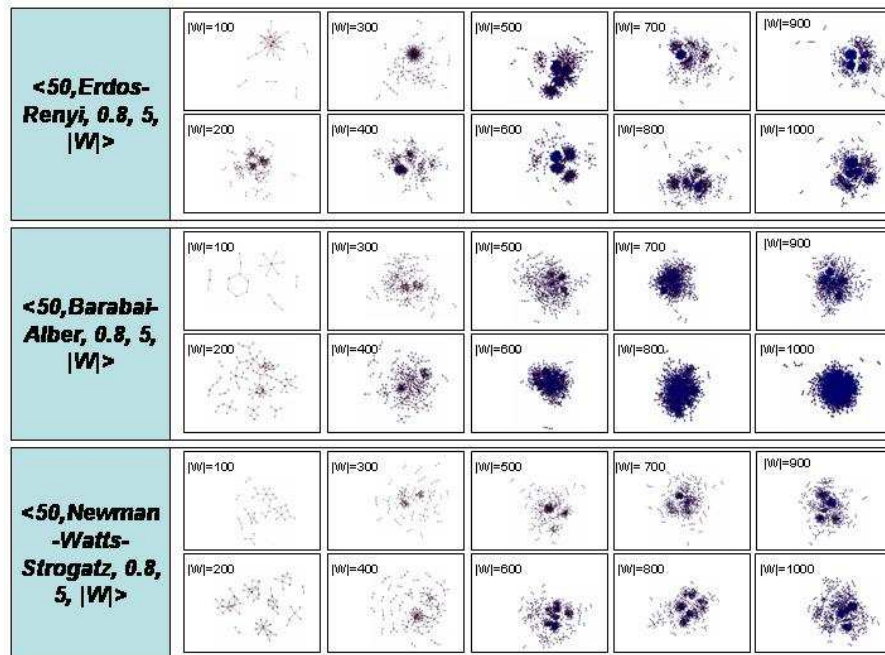 <50,Erdos-
Renyi, 0.8, 5,
|W|>
|W|=100
|W|=300
|W|=500
|W|= 700
|W|=900
|W|=200
|W|=400
|W|=600
|W|=800
|W|=1000
<50,Barabai-
Alber, 0.8, 5,
|W|>
|W|=100
|W|=300
|W|=500
|W|= 700
|W|=900
|W|=200
|W|=400
|W|=600
|W|=800
|W|=1000
<50,Newman
-Watts-
Strogatz, 0.8,
5, |W|>
|W|=100
|W|=300
|W|=500
|W|= 700
|W|=900
|W|=200
|W|=400
|W|=600
|W|=800
|W|=1000